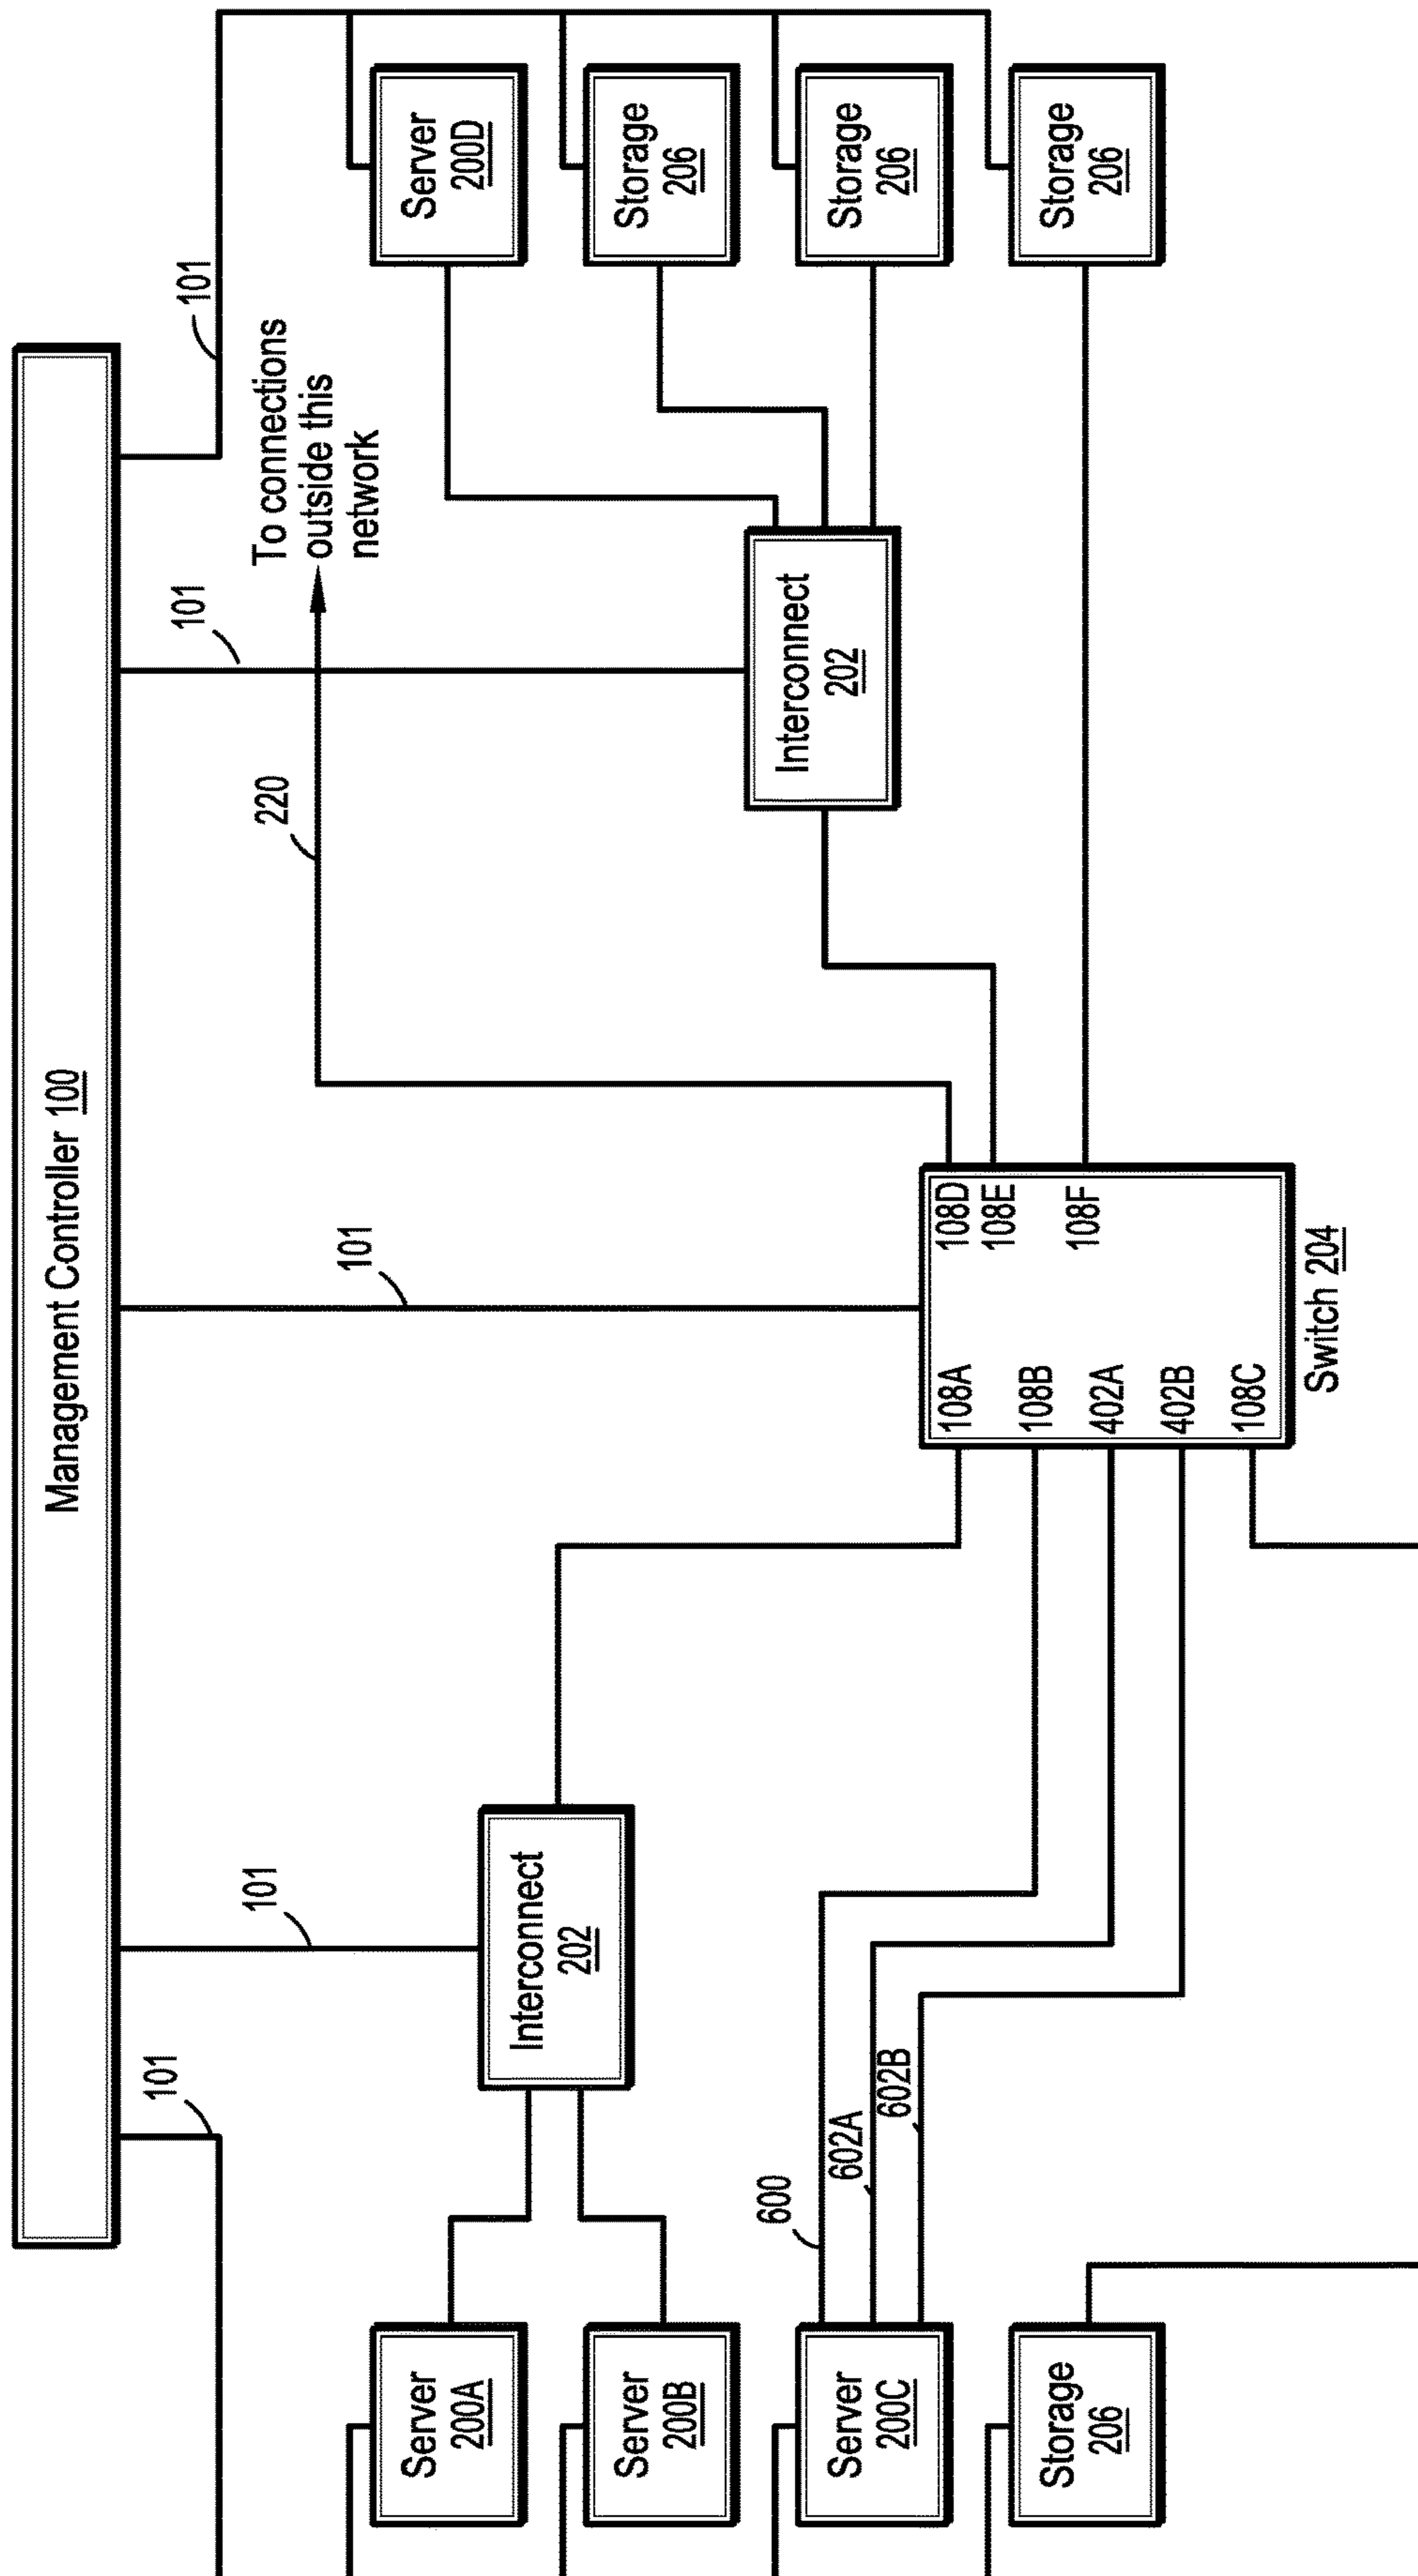 Management Controller 100
101
101
101
101
101
220
To connections
outside this
network
Server
200A
Server
200B
Server
200C
Storage
206
Interconnect
202
600
602A
602B
108A
108B
402A
402B
108C
108D
108E
108F
Switch 204
Interconnect
202
Server
200D
Storage
206
Storage
206
Storage
206